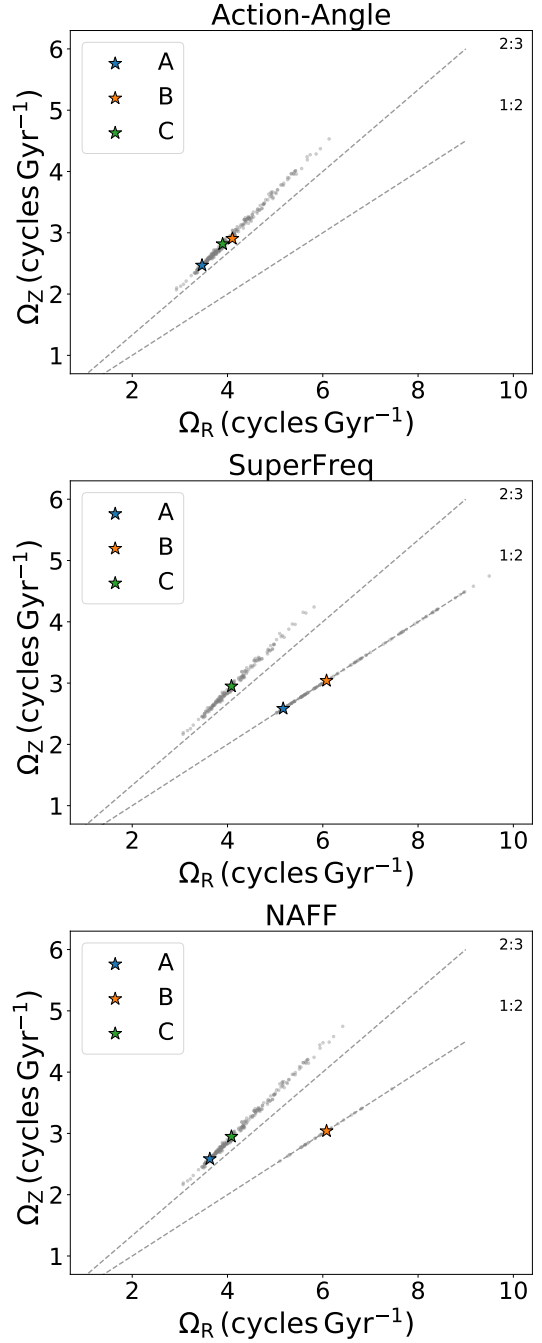 Action-Angle
6
5
4
3
2
1
Ω_Z (cycles Gyr⁻¹)
A
B
C
2:3
1:2
2 4 6 8 10
Ω_R (cycles Gyr⁻¹)
SuperFreq
6
5
4
3
2
1
Ω_Z (cycles Gyr⁻¹)
A
B
C
2:3
1:2
2 4 6 8 10
Ω_R (cycles Gyr⁻¹)
NAFF
6
5
4
3
2
1
Ω_Z (cycles Gyr⁻¹)
A
B
C
2:3
1:2
2 4 6 8 10
Ω_R (cycles Gyr⁻¹)